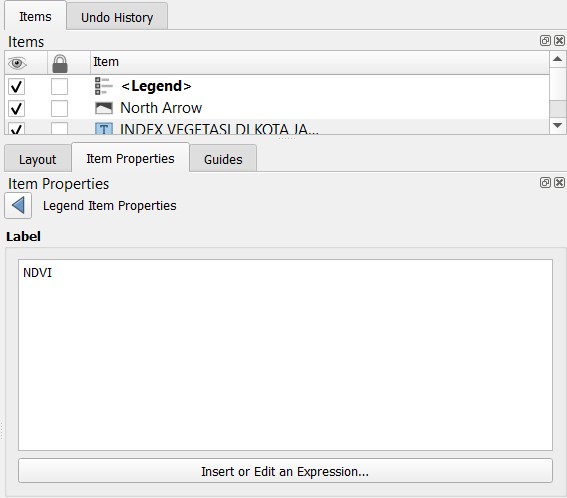 Items
Undo History
Items
Item
<Legend>
North Arrow
INDEX VEGETASI DI KOTA JA...
Layout
Item Properties
Guides
Item Properties
Legend Item Properties
Label
NDVI
Insert or Edit an Expression...